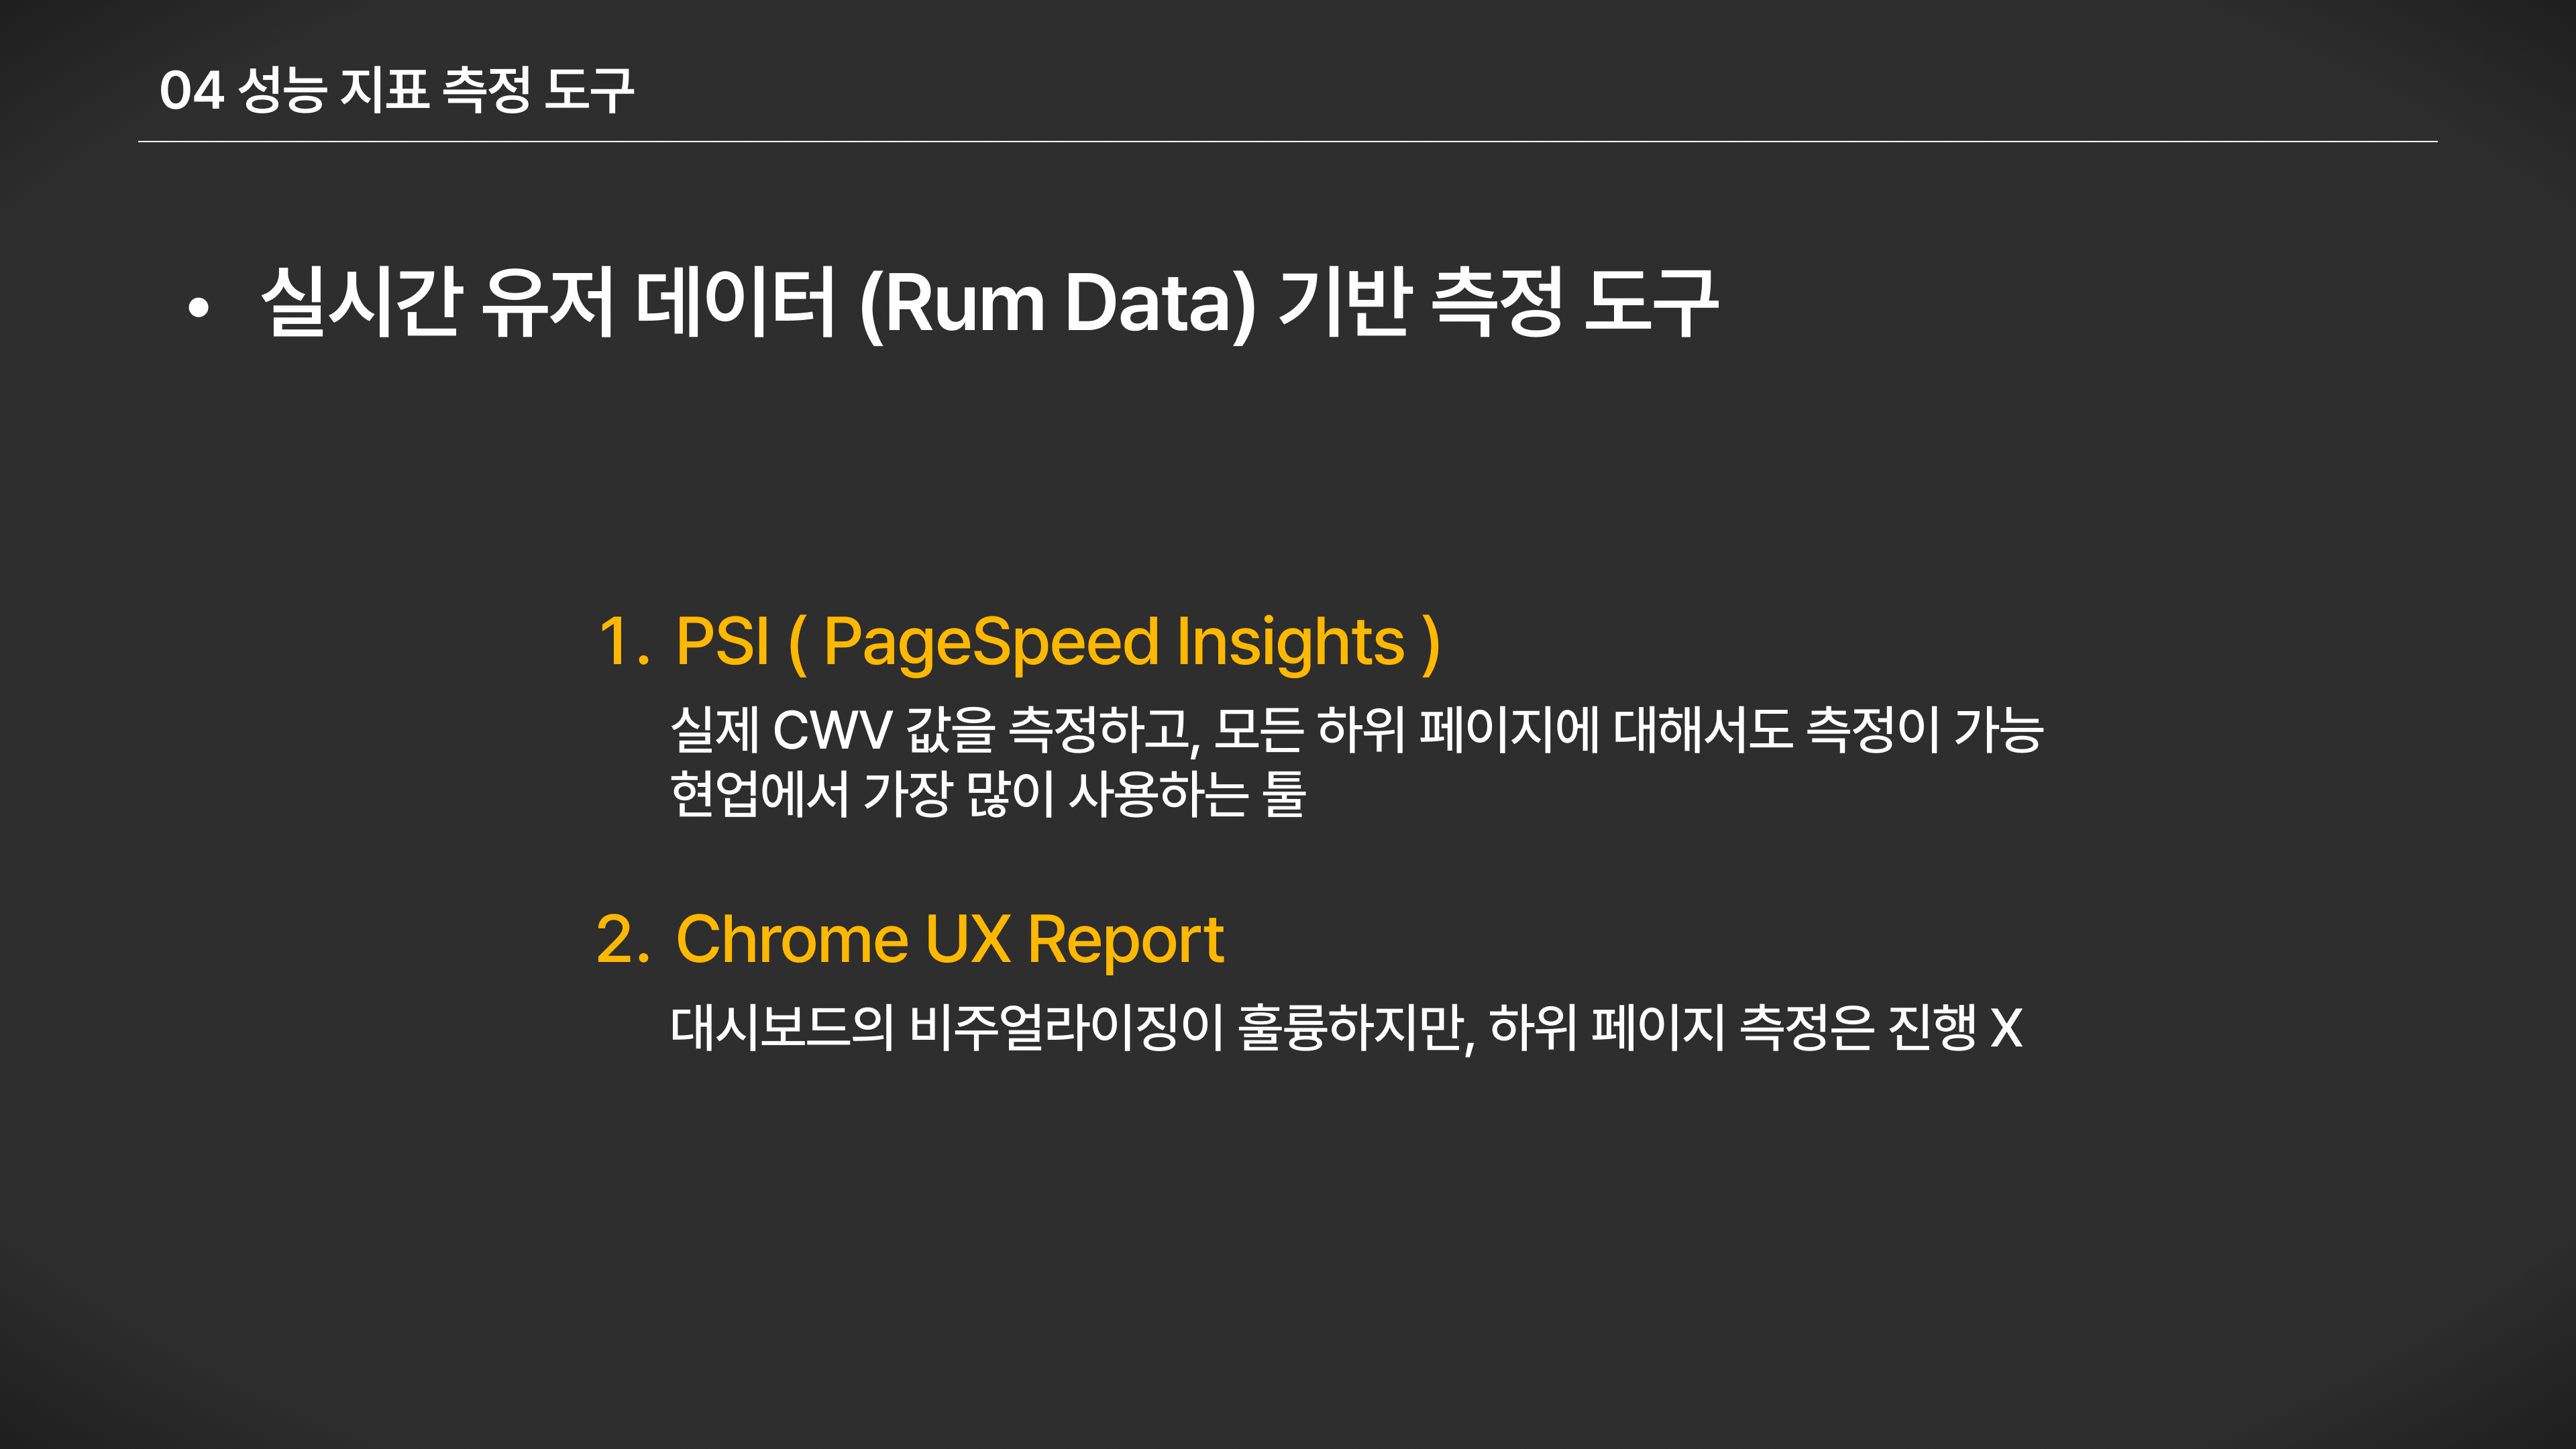 04 성능 지표 측정 도구
• 실시간 유저 데이터 (Rum Data) 기반 측정 도구
1. PSI ( PageSpeed Insights )
실제 CWV 값을 측정하고, 모든 하위 페이지에 대해서도 측정이 가능
현업에서 가장 많이 사용하는 툴
2. Chrome UX Report
대시보드의 비주얼라이징이 훌륭하지만, 하위 페이지 측정은 진행 X